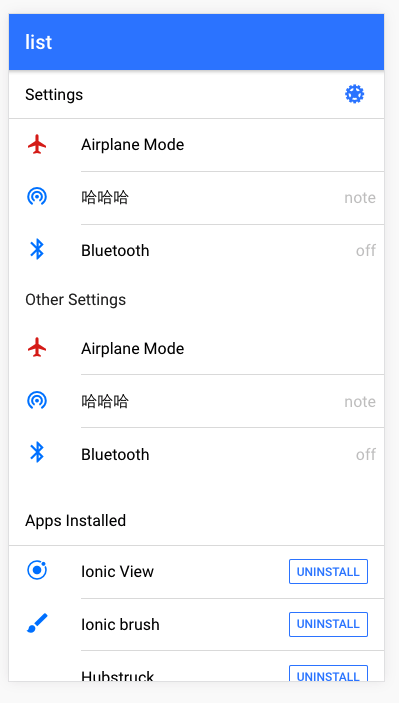 list
Settings
Airplane Mode
哈哈哈 note
Bluetooth off
Other Settings
Airplane Mode
哈哈哈 note
Bluetooth off
Apps Installed
Ionic View UNINSTALL
Ionic brush UNINSTALL
Hubstruck UNINSTALL